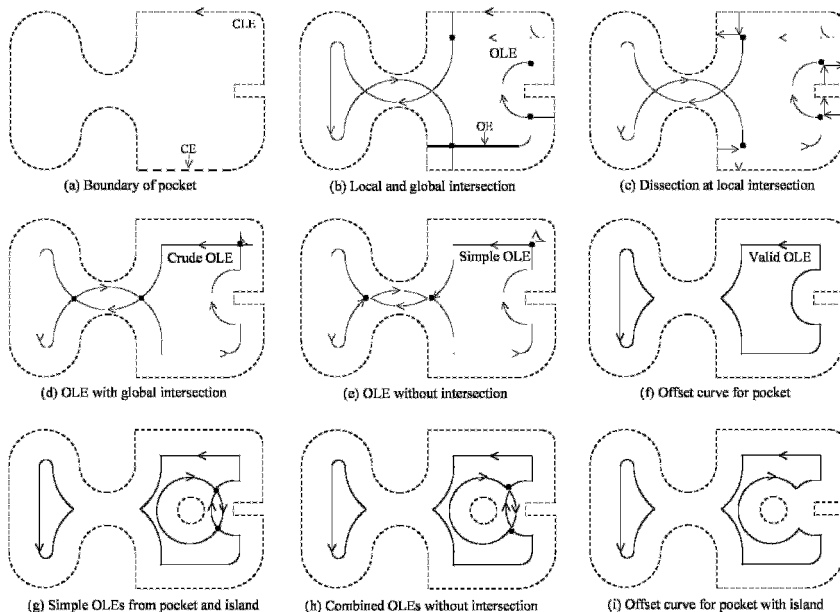 CLE
CE
(a) Boundary of pocket
OLE
OE
(b) Local and global intersection
(c) Dissection at local intersection
Crude OLE
(d) OLE with global intersection
Simple OLE
(e) OLE without intersection
Valid OLE
(f) Offset curve for pocket
(g) Simple OLEs from pocket and island
(h) Combined OLEs without intersection
(i) Offset curve for pocket with island